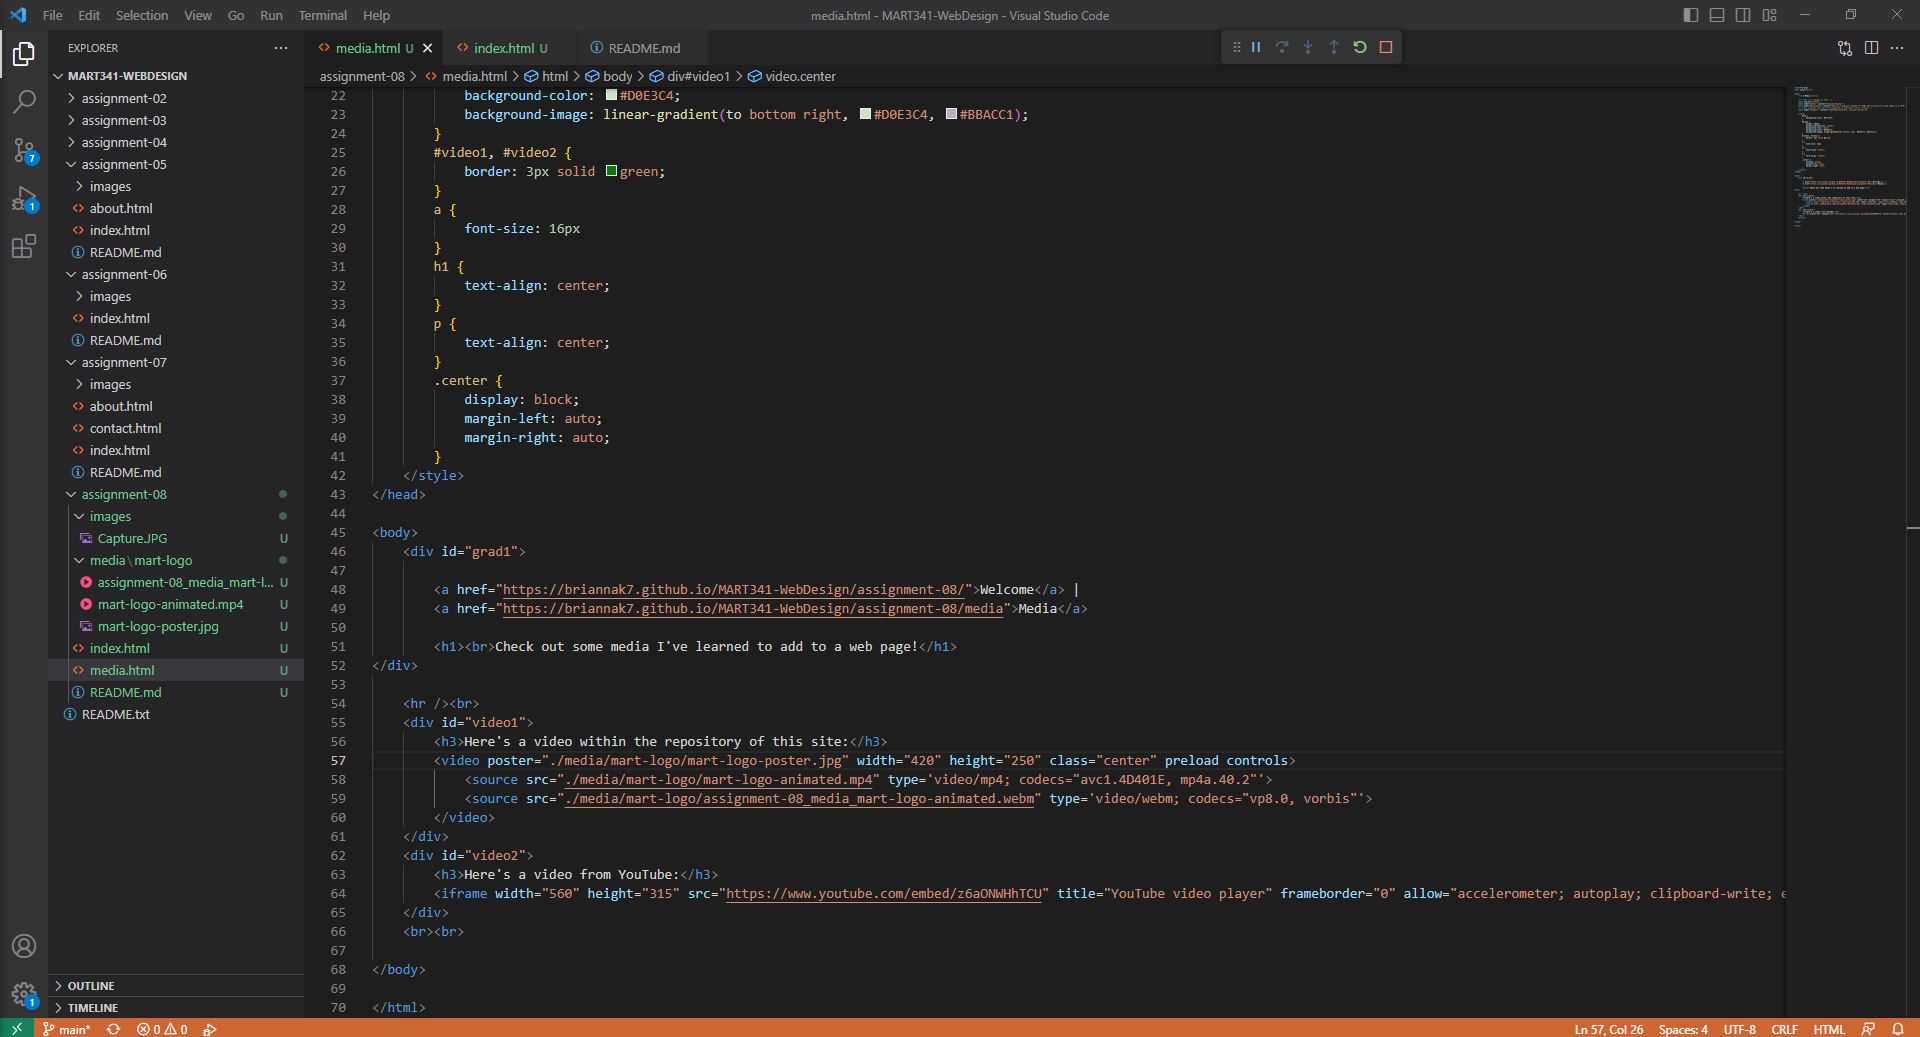 File Edit Selection View Go Run Terminal Help
media.html - MART341-WebDesign - Visual Studio Code
EXPLORER
MART341-WEBDESIGN
assignment-02
assignment-03
assignment-04
assignment-05
images
about.html
index.html
README.md
assignment-06
images
index.html
README.md
assignment-07
images
about.html
contact.html
index.html
README.md
assignment-08
images
Capture.JPG U
media\mart-logo
assignment-08_media_mart-l... U
mart-logo-animated.mp4 U
mart-logo-poster.jpg U
index.html U
media.html U
README.md U
README.txt
OUTLINE
TIMELINE
7
1
1
media.html U
index.html U
README.md
assignment-08 > media.html > html > body > div#video1 > video.center
22 background-color: #D0E3C4;
23 background-image: linear-gradient(to bottom right, #D0E3C4, #BBACC1);
24 }
25 #video1, #video2 {
26 border: 3px solid green;
27 }
28 a {
29 font-size: 16px
30 }
31 h1 {
32 text-align: center;
33 }
34 p {
35 text-align: center;
36 }
37 .center {
38 display: block;
39 margin-left: auto;
40 margin-right: auto;
41 }
42 </style>
43 </head>
44
45 <body>
46 <div id="grad1">
47
48 <a href="https://briannak7.github.io/MART341-WebDesign/assignment-08/">Welcome</a> |
49 <a href="https://briannak7.github.io/MART341-WebDesign/assignment-08/media">Media</a>
50
51 <h1><br>Check out some media I've learned to add to a web page!</h1>
52 </div>
53
54 <hr /><br>
55 <div id="video1">
56 <h3>Here's a video within the repository of this site:</h3>
57 <video poster="./media/mart-logo/mart-logo-poster.jpg" width="420" height="250" class="center" preload controls>
58 <source src="./media/mart-logo/mart-logo-animated.mp4" type='video/mp4; codecs="avc1.4D401E, mp4a.40.2"'>
59 <source src="./media/mart-logo/assignment-08_media_mart-logo-animated.webm" type='video/webm; codecs="vp8.0, vorbis"'>
60 </video>
61 </div>
62 <div id="video2">
63 <h3>Here's a video from YouTube:</h3>
64 <iframe width="560" height="315" src="https://www.youtube.com/embed/z6aONWHhTCU" title="YouTube video player" frameborder="0" allow="accelerometer; autoplay; clipboard-write; e
65 </div>
66 <br><br>
67
68 </body>
69
70 </html>
main* 0 0
Ln 57, Col 26 Spaces: 4 UTF-8 CRLF HTML